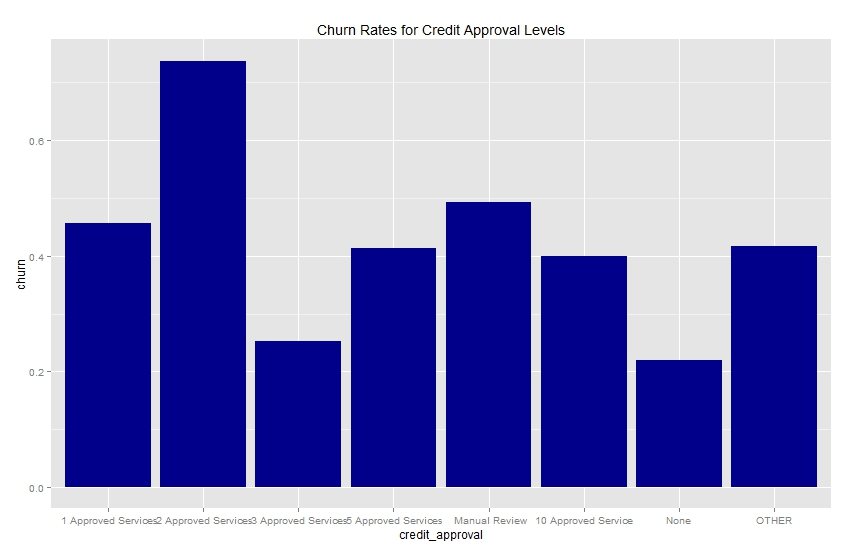 Churn Rates for Credit Approval Levels
churn
0.6
0.4
0.2
0.0
1 Approved Services 2 Approved Services 3 Approved Services 5 Approved Services Manual Review 10 Approved Service None OTHER
credit_approval